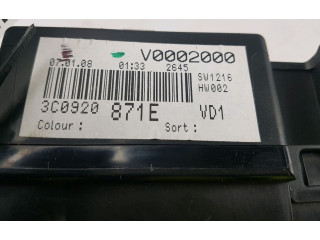 V0002000
07.01.08 01:33 2645
SW1216
HW002
3C0920 871E VD1
Colour : Sort :